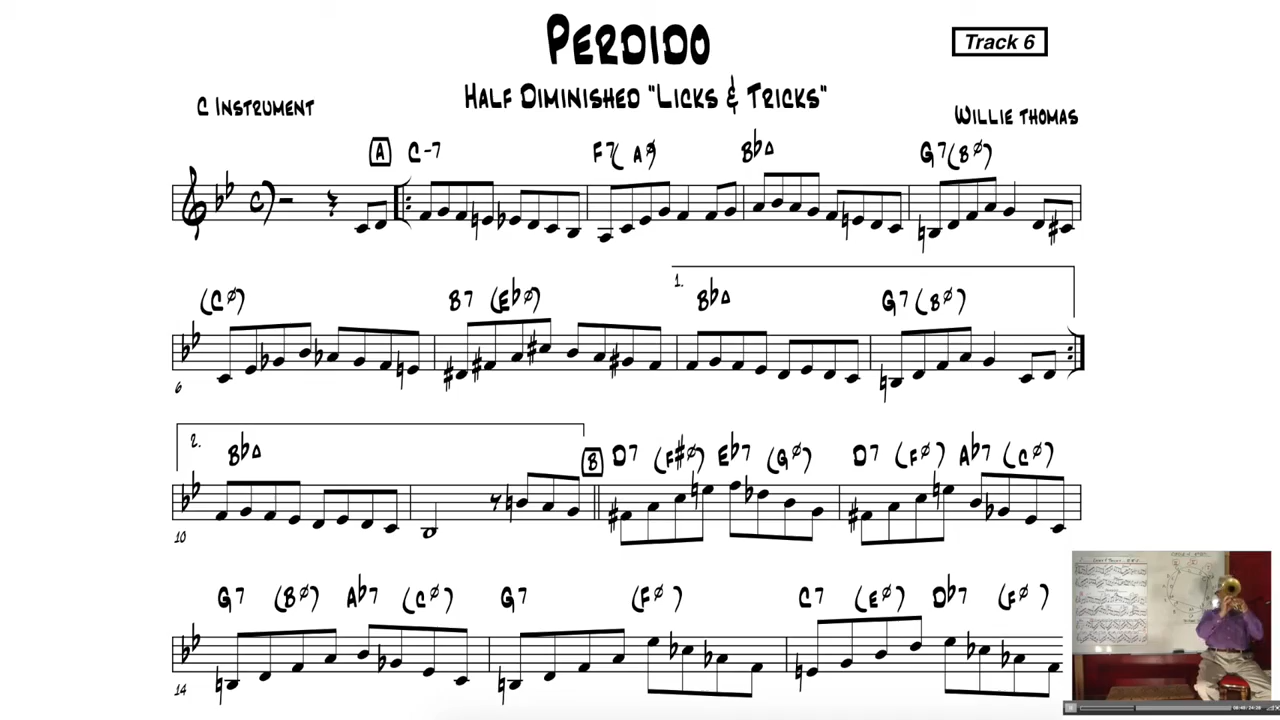 PERDIDO
Track 6
HALF DIMINISHED "LICKS & TRICKS"
C INSTRUMENT
WILLIE THOMAS
A C-7 F7( Aø) B♭△ G7(Bø)
1.
(Cø) B7 (E♭ø) B♭△ G7(Bø)
6
2.
B♭△ B D7 (F#ø) E♭7 (Gø) D7 (Fø) A♭7 (Cø)
10
G7 (Bø) A♭7 (Cø) G7 (Fø) C7 (Eø) D♭7 (Fø)
14